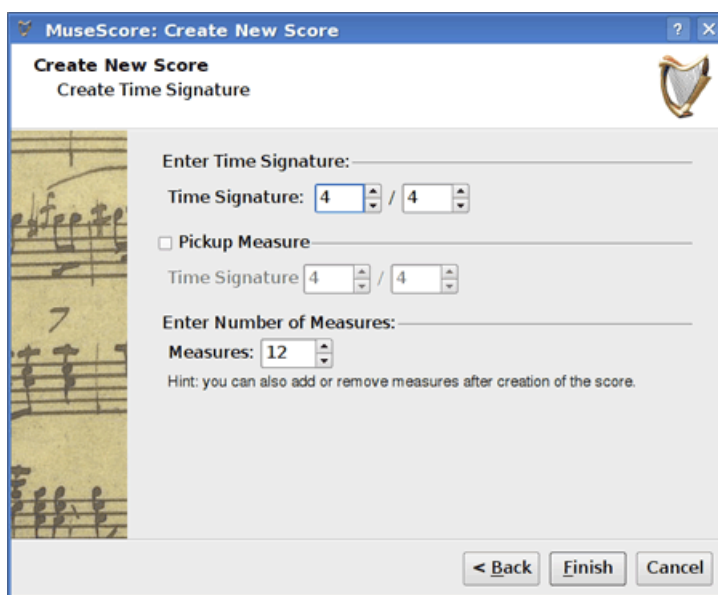 MuseScore: Create New Score
Create New Score
Create Time Signature
Enter Time Signature:
Time Signature: 4 / 4
Pickup Measure
Time Signature 4 / 4
Enter Number of Measures:
Measures: 12
Hint: you can also add or remove measures after creation of the score.
< Back Finish Cancel